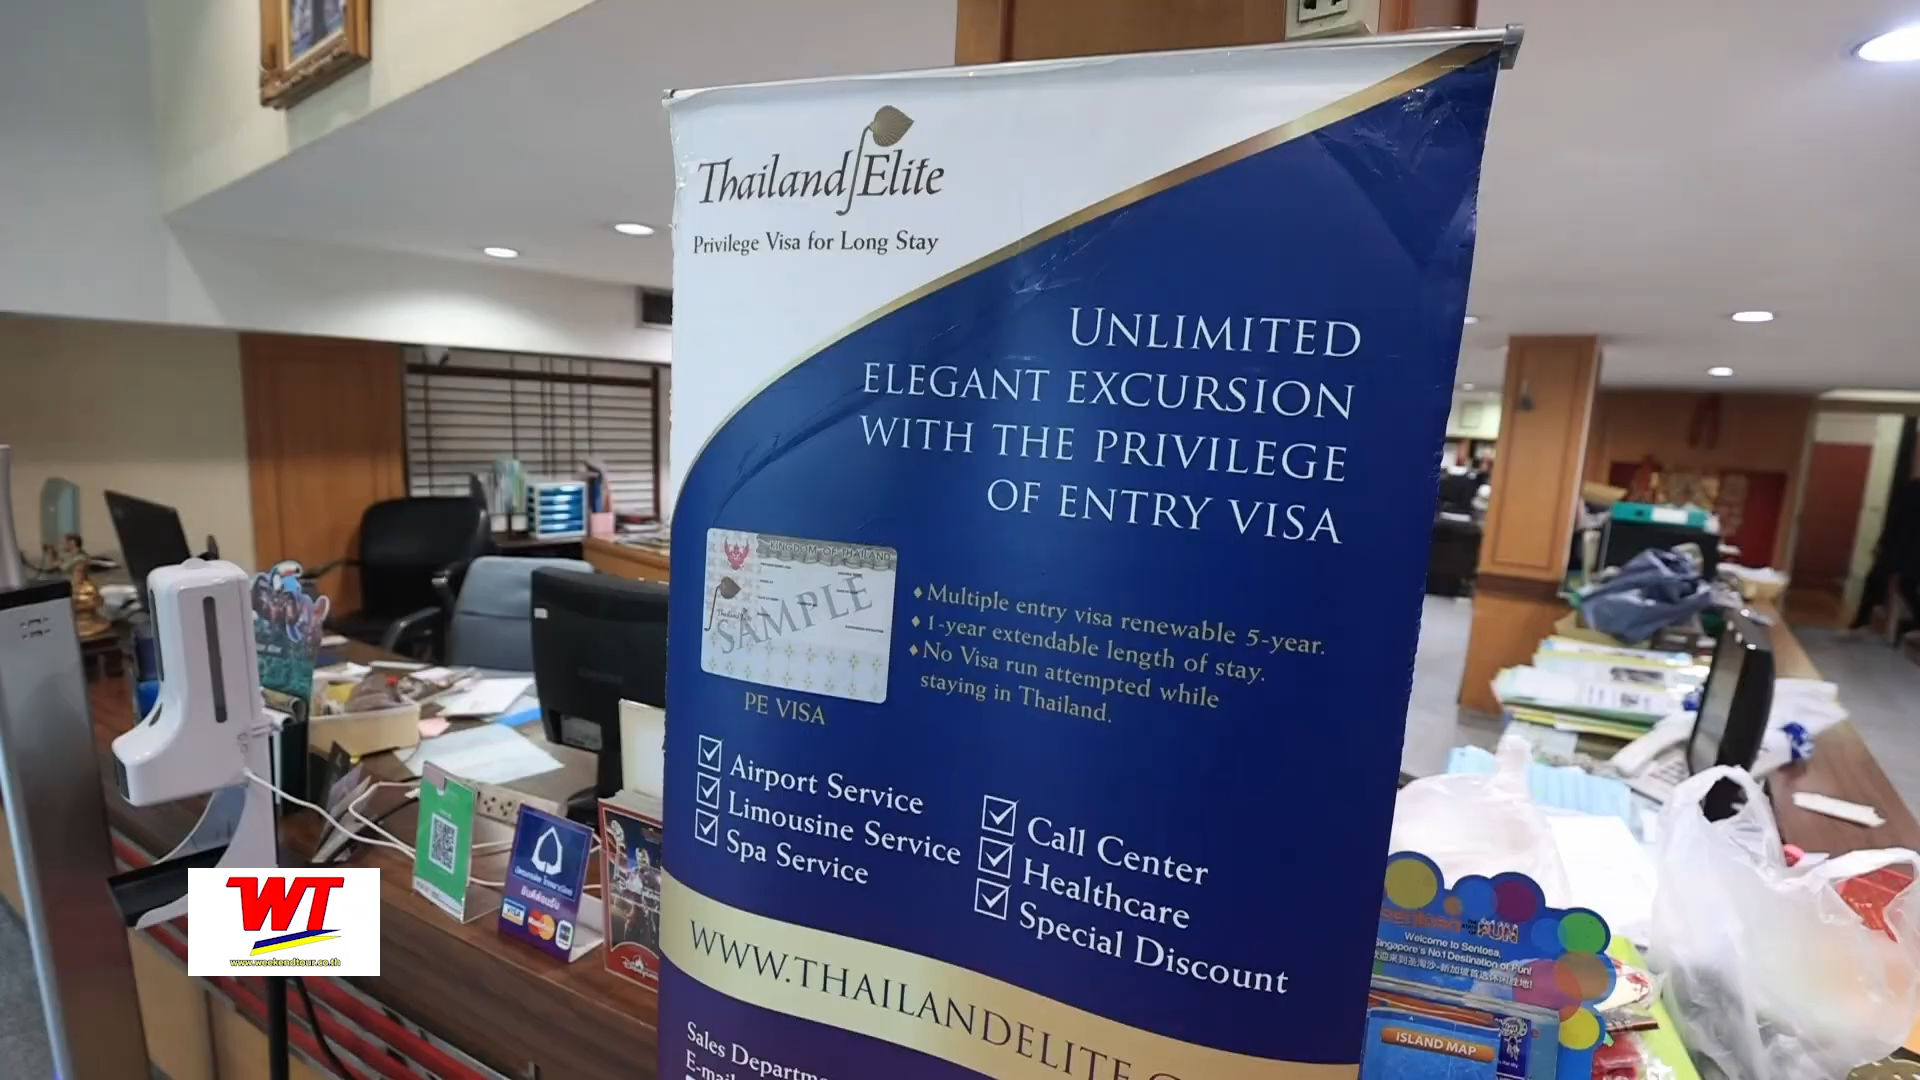 Thailand Elite
Privilege Visa for Long Stay
UNLIMITED
ELEGANT EXCURSION
WITH THE PRIVILEGE
OF ENTRY VISA
KINGDOM OF THAILAND
SAMPLE
PE VISA
♦ Multiple entry visa renewable 5-year.
♦ 1-year extendable length of stay.
♦ No Visa run attempted while
staying in Thailand.
Airport Service
Limousine Service
Spa Service
Call Center
Healthcare
Special Discount
WWW.THAILANDELITE
Sales Departm
E-mai
WT
www.weekendtour.co.th
VISA
FUN
Welcome to Sentosa,
Singapore's No.1 Destination of Fun!
ISLAND MAP